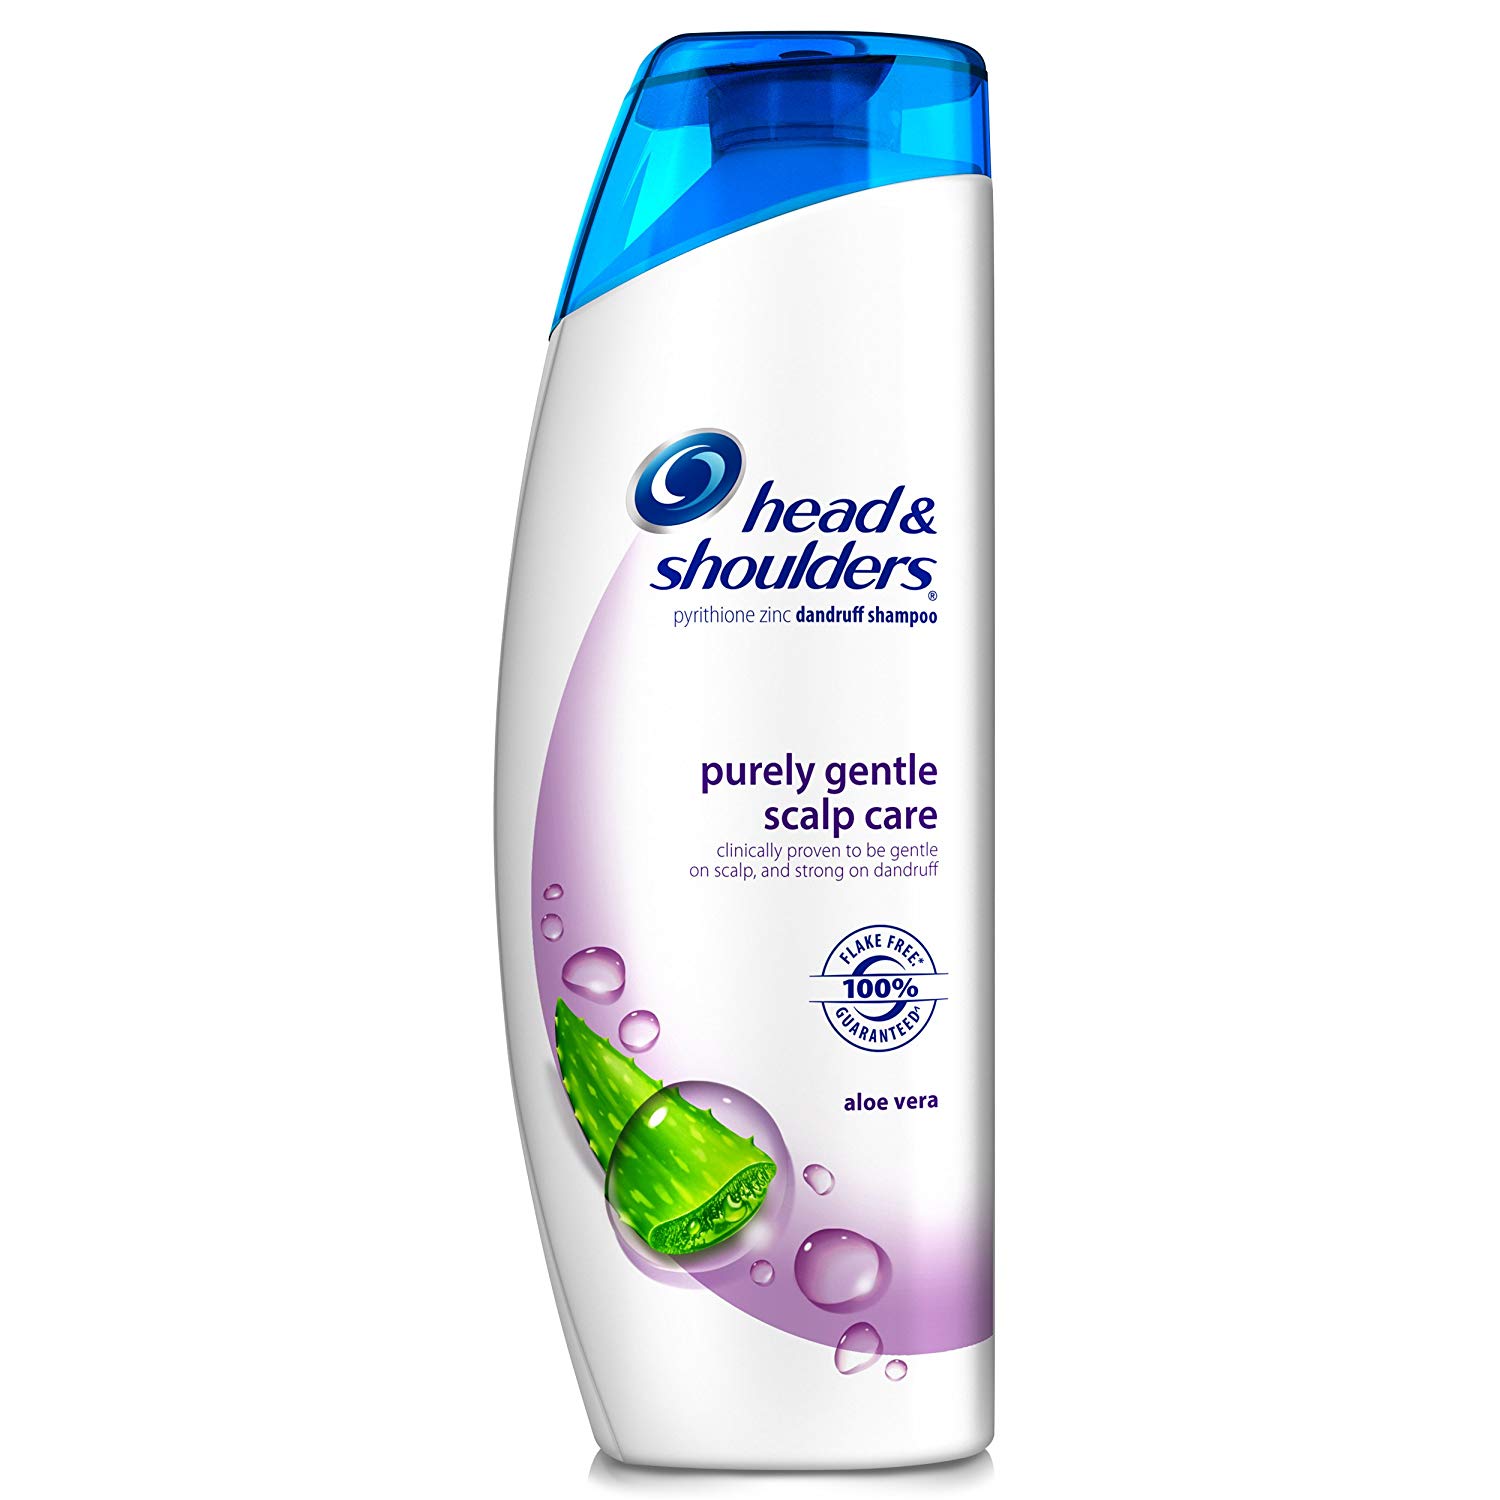 head &
shoulders®
pyrithione zinc dandruff shampoo
purely gentle
scalp care
clinically proven to be gentle
on scalp, and strong on dandruff
FLAKE FREE.*
100%
GUARANTEED^
aloe vera